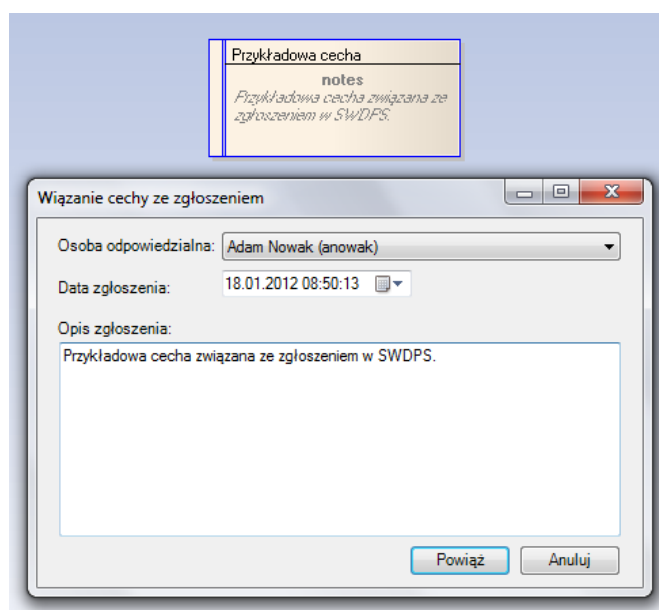 Przykładowa cecha
notes
Przykładowa cecha związana ze
zgłoszeniem w SWDPS.
Wiązanie cechy ze zgłoszeniem
Osoba odpowiedzialna: Adam Nowak (anowak)
Data zgłoszenia: 18.01.2012 08:50:13
Opis zgłoszenia:
Przykładowa cecha związana ze zgłoszeniem w SWDPS.
Powiąż Anuluj